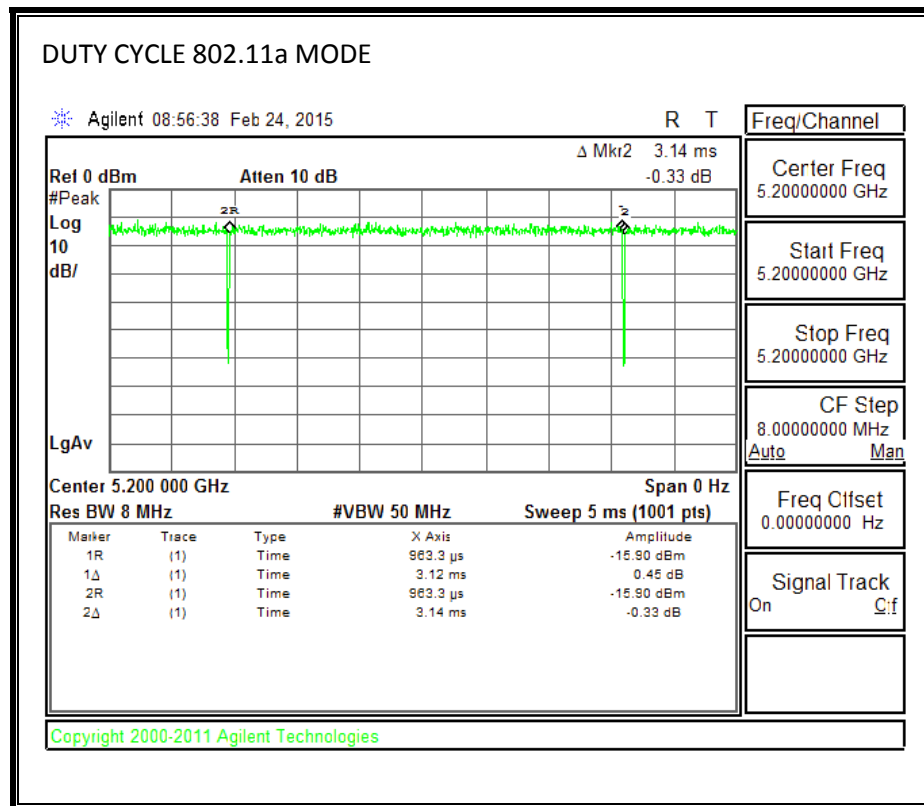 DUTY CYCLE 802.11a MODE
Agilent 08:56:38 Feb 24, 2015 R T
Freq/Channel
Δ Mkr2 3.14 ms
Ref 0 dBm Atten 10 dB -0.33 dB
#Peak
Log
10
dB/
2R
2
LgAv
Center 5.200 000 GHz Span 0 Hz
Res BW 8 MHz #VBW 50 MHz Sweep 5 ms (1001 pts)
Marker Trace Type X Axis Amplitude
1R (1) Time 963.3 µs -15.90 dBm
1Δ (1) Time 3.12 ms 0.45 dB
2R (1) Time 963.3 µs -15.90 dBm
2Δ (1) Time 3.14 ms -0.33 dB
Center Freq
5.20000000 GHz
Start Freq
5.20000000 GHz
Stop Freq
5.20000000 GHz
CF Step
8.00000000 MHz
Auto Man
Freq Offset
0.00000000 Hz
Signal Track
On Off
Copyright 2000-2011 Agilent Technologies